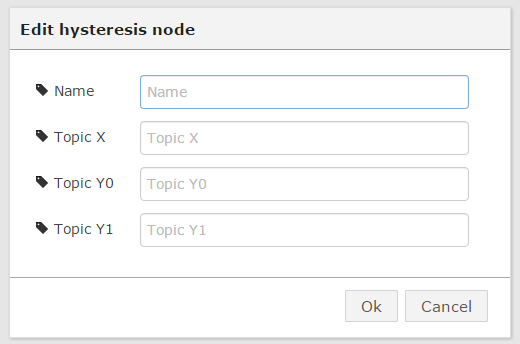 Edit hysteresis node
Name Name
Topic X Topic X
Topic Y0 Topic Y0
Topic Y1 Topic Y1
Ok Cancel